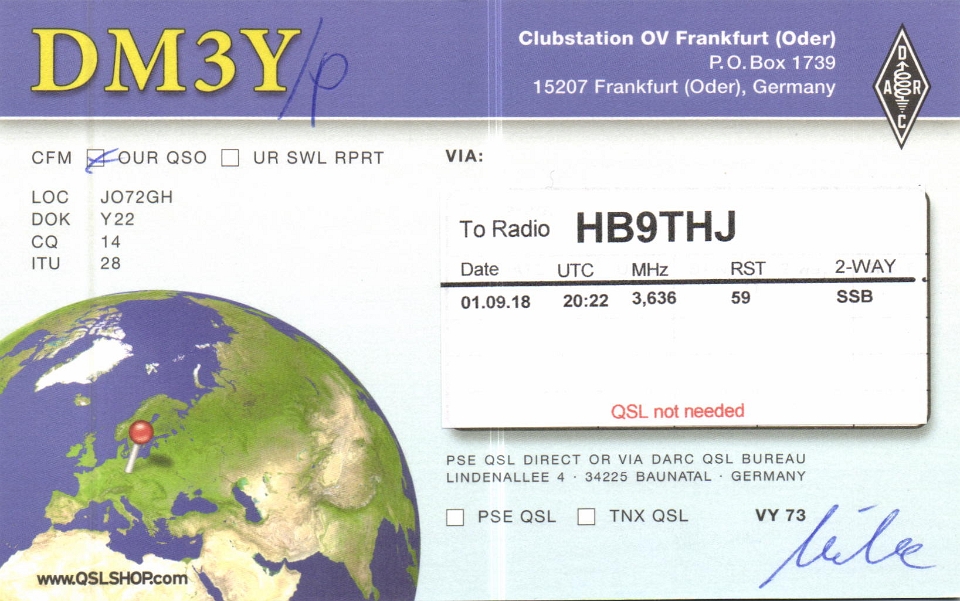 DM3Y/p
Clubstation OV Frankfurt (Oder)
P.O.Box 1739
15207 Frankfurt (Oder), Germany
D
A R
C
CFM OUR QSO UR SWL RPRT
LOC JO72GH
DOK Y22
CQ 14
ITU 28
VIA:
To Radio HB9THJ
Date UTC MHz RST 2-WAY
01.09.18 20:22 3,636 59 SSB
QSL not needed
PSE QSL DIRECT OR VIA DARC QSL BUREAU
LINDENALLEE 4 · 34225 BAUNATAL · GERMANY
PSE QSL TNX QSL VY 73
www.QSLSHOP.com